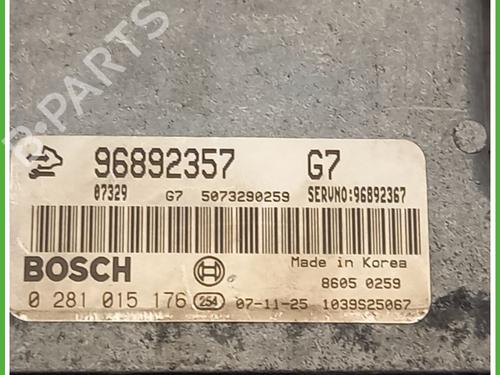 B-PARTS
96892357 G7
07329 G7 5073290259 SERVNO:96892367
BOSCH
Made in Korea
8605 0259
0 281 015 176 254 07-11-25 1039S25067